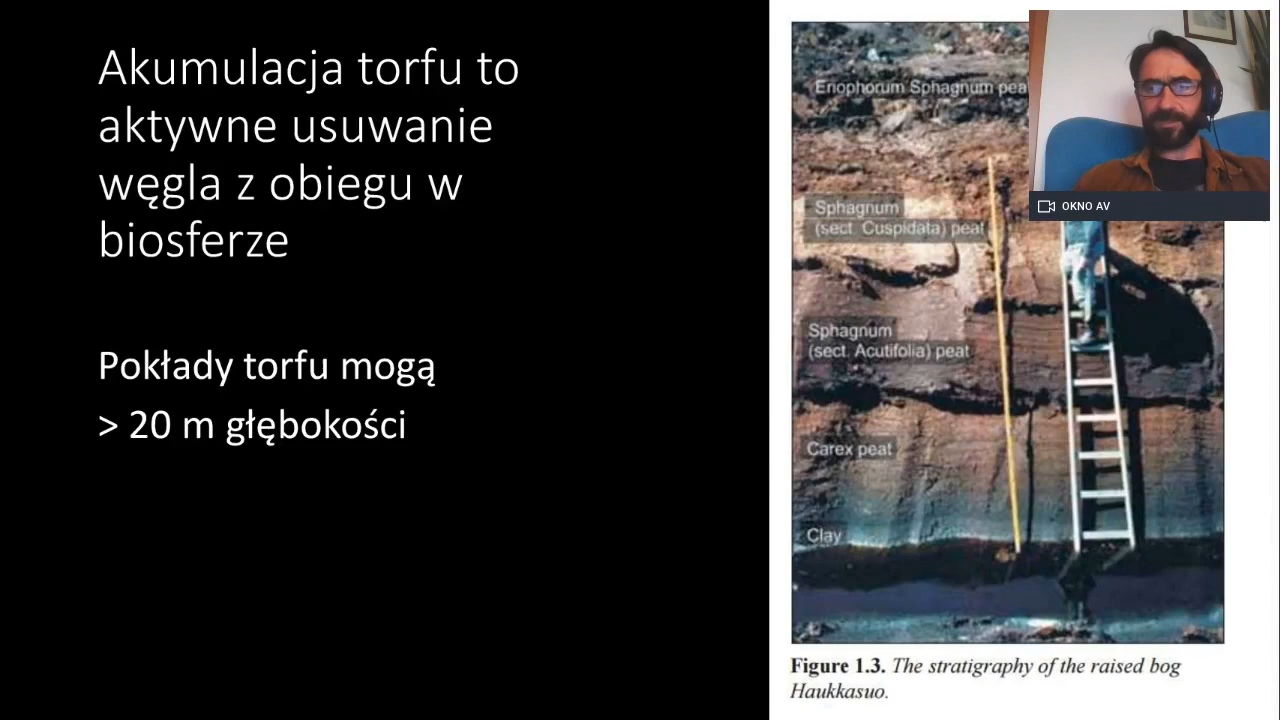 Akumulacja torfu to
aktywne usuwanie
węgla z obiegu w
biosferze
Pokłady torfu mogą
> 20 m głębokości
Eriophorum Sphagnum pea
Sphagnum
(sect. Cuspidata) peat
Sphagnum
(sect. Acutifolia) peat
Carex peat
Clay
Figure 1.3. The stratigraphy of the raised bog
Haukkasuo.
OKNO AV